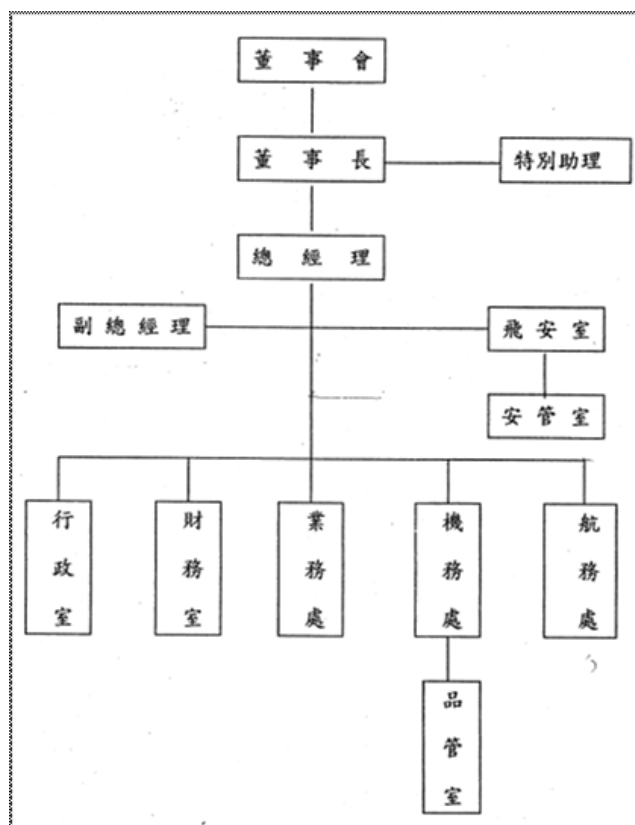 董事會
董事長
特別助理
總經理
副總經理
飛安室
安管室
行政室
財務室
業務處
機務處
航務處
品管室